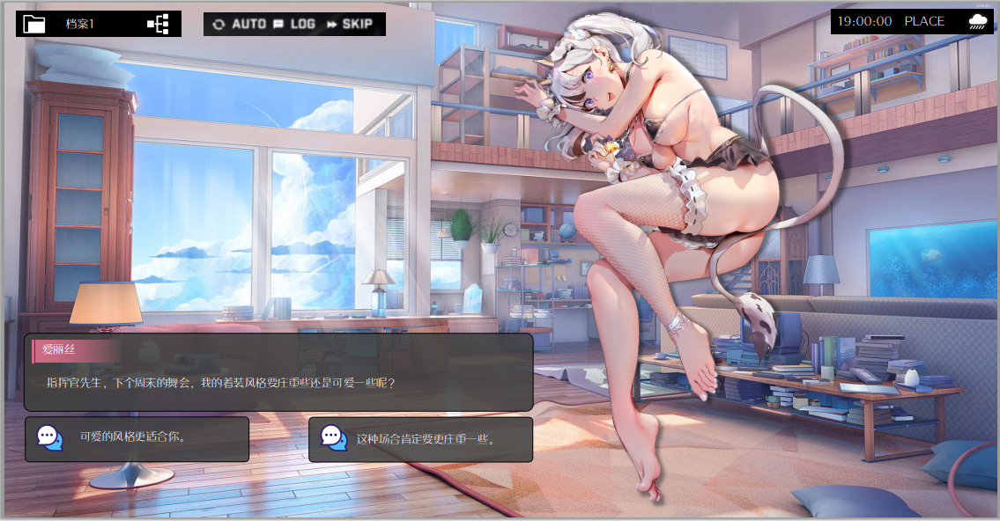 档案1
AUTO LOG SKIP
19:00:00 PLACE
爱丽丝
指挥官先生，下个周末的舞会，我的着装风格要庄重些还是可爱一些呢？
可爱的风格更适合你。
这种场合肯定要更庄重一些。